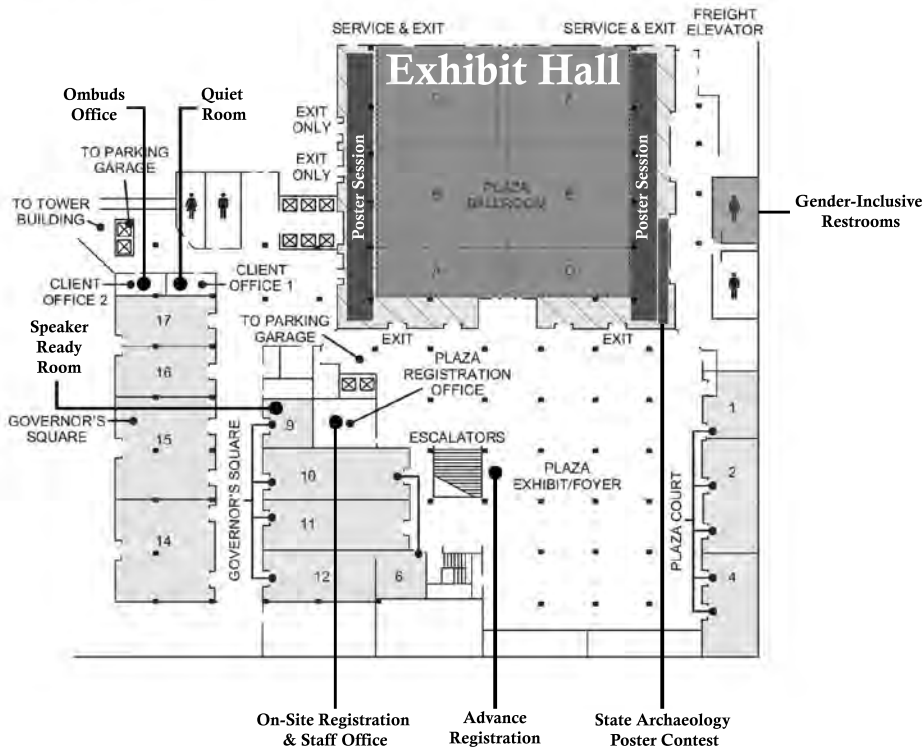 SERVICE & EXIT
SERVICE & EXIT
FREIGHT
ELEVATOR
Exhibit Hall
Ombuds
Office
Quiet
Room
EXIT
ONLY
TO PARKING
GARAGE
EXIT
ONLY
Poster Session
Poster Session
PLAZA
BALLROOM
TO TOWER
BUILDING
Gender-Inclusive
Restrooms
CLIENT
OFFICE 2
CLIENT
OFFICE 1
17
Speaker
Ready
Room
TO PARKING
GARAGE
EXIT
EXIT
16
PLAZA
REGISTRATION
OFFICE
GOVERNOR'S
SQUARE
15
9
1
ESCALATORS
GOVERNOR'S SQUARE
10
PLAZA
EXHIBIT/FOYER
2
PLAZA COURT
11
14
12
6
4
On-Site Registration
& Staff Office
Advance
Registration
State Archaeology
Poster Contest